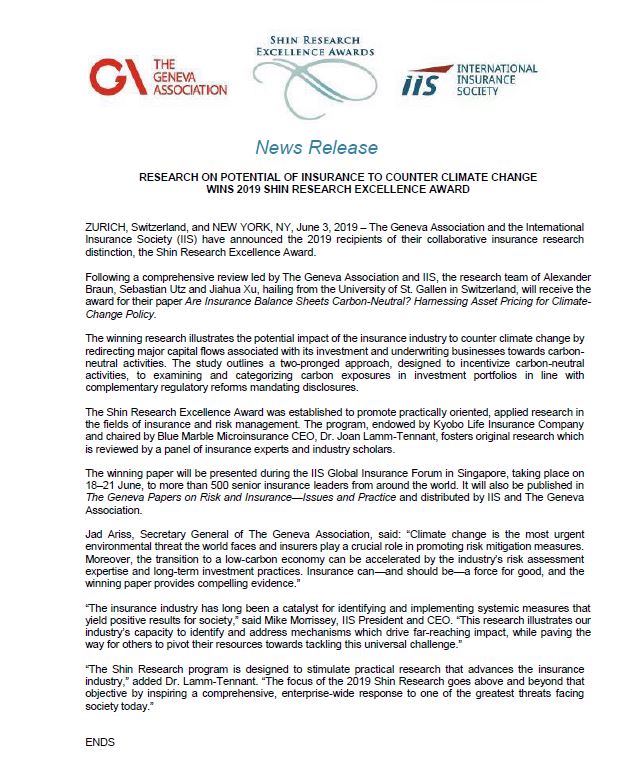 THE
GENEVA
ASSOCIATION
SHIN RESEARCH
EXCELLENCE AWARDS
iis
INTERNATIONAL
INSURANCE
SOCIETY
News Release
RESEARCH ON POTENTIAL OF INSURANCE TO COUNTER CLIMATE CHANGE
WINS 2019 SHIN RESEARCH EXCELLENCE AWARD
ZURICH, Switzerland, and NEW YORK, NY, June 3, 2019 – The Geneva Association and the International
Insurance Society (IIS) have announced the 2019 recipients of their collaborative insurance research
distinction, the Shin Research Excellence Award.
Following a comprehensive review led by The Geneva Association and IIS, the research team of Alexander
Braun, Sebastian Utz and Jiahua Xu, hailing from the University of St. Gallen in Switzerland, will receive the
award for their paper Are Insurance Balance Sheets Carbon-Neutral? Harnessing Asset Pricing for Climate-
Change Policy.
The winning research illustrates the potential impact of the insurance industry to counter climate change by
redirecting major capital flows associated with its investment and underwriting businesses towards carbon-
neutral activities. The study outlines a two-pronged approach, designed to incentivize carbon-neutral
activities, to examining and categorizing carbon exposures in investment portfolios in line with
complementary regulatory reforms mandating disclosures.
The Shin Research Excellence Award was established to promote practically oriented, applied research in
the fields of insurance and risk management. The program, endowed by Kyobo Life Insurance Company
and chaired by Blue Marble Microinsurance CEO, Dr. Joan Lamm-Tennant, fosters original research which
is reviewed by a panel of insurance experts and industry scholars.
The winning paper will be presented during the IIS Global Insurance Forum in Singapore, taking place on
18–21 June, to more than 500 senior insurance leaders from around the world. It will also be published in
The Geneva Papers on Risk and Insurance—Issues and Practice and distributed by IIS and The Geneva
Association.
Jad Ariss, Secretary General of The Geneva Association, said: “Climate change is the most urgent
environmental threat the world faces and insurers play a crucial role in promoting risk mitigation measures.
Moreover, the transition to a low-carbon economy can be accelerated by the industry’s risk assessment
expertise and long-term investment practices. Insurance can—and should be—a force for good, and the
winning paper provides compelling evidence.”
“The insurance industry has long been a catalyst for identifying and implementing systemic measures that
yield positive results for society,” said Mike Morrissey, IIS President and CEO. “This research illustrates our
industry’s capacity to identify and address mechanisms which drive far-reaching impact, while paving the
way for others to pivot their resources towards tackling this universal challenge.”
“The Shin Research program is designed to stimulate practical research that advances the insurance
industry,” added Dr. Lamm-Tennant. “The focus of the 2019 Shin Research goes above and beyond that
objective by inspiring a comprehensive, enterprise-wide response to one of the greatest threats facing
society today.”
ENDS